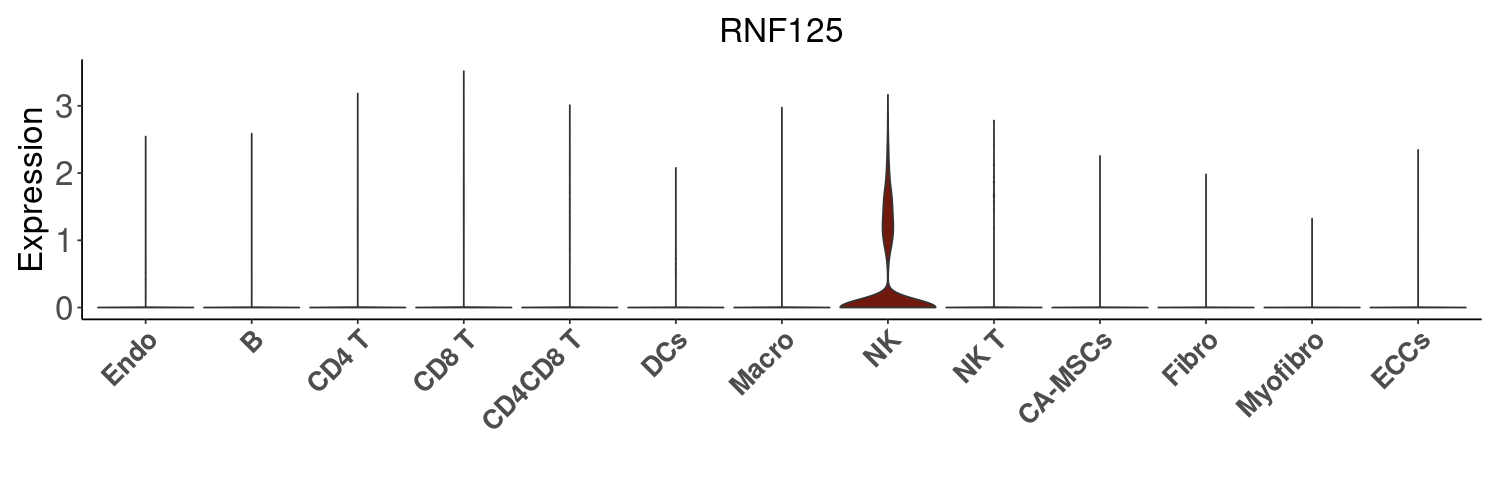 RNF125
Expression
3
2
1
0
Endo
B
CD4 T
CD8 T
CD4CD8 T
DCs
Macro
NK
NK T
CA-MSCs
Fibro
Myofibro
ECCs